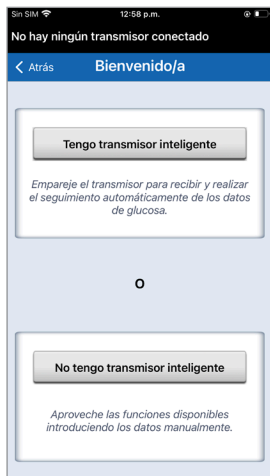 Sin SIM 12:58 p.m.
No hay ningún transmisor conectado
Atrás Bienvenido/a
Tengo transmisor inteligente
Empareje el transmisor para recibir y realizar
el seguimiento automáticamente de los datos
de glucosa.
O
No tengo transmisor inteligente
Aproveche las funciones disponibles
introduciendo los datos manualmente.